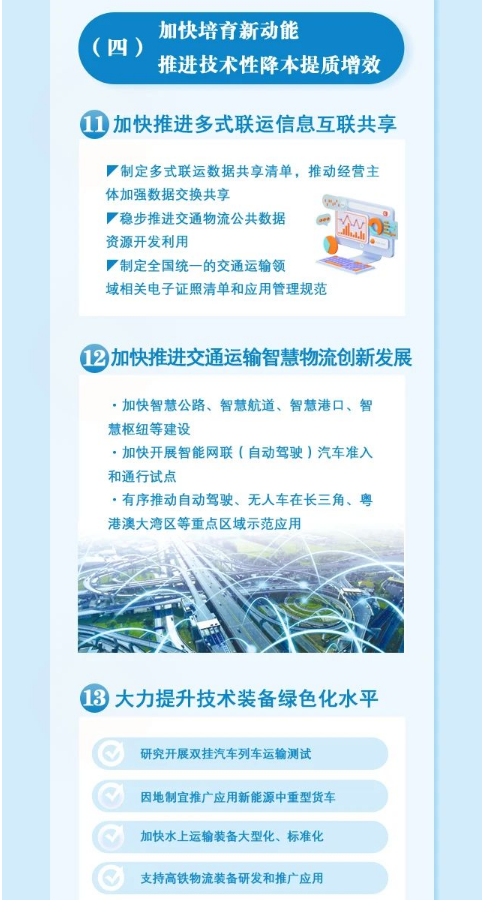 （四）
加快培育新动能
推进技术性降本提质增效
11 加快推进多式联运信息互联共享
制定多式联运数据共享清单，推动经营主
体加强数据交换共享
稳步推进交通物流公共数据
资源开发利用
制定全国统一的交通运输领
域相关电子证照清单和应用管理规范
12 加快推进交通运输智慧物流创新发展
·加快智慧公路、智慧航道、智慧港口、智
慧枢纽等建设
·加快开展智能网联（自动驾驶）汽车准入
和通行试点
·有序推动自动驾驶、无人车在长三角、粤
港澳大湾区等重点区域示范应用
13 大力提升技术装备绿色化水平
研究开展双挂汽车列车运输测试
因地制宜推广应用新能源中重型货车
加快水上运输装备大型化、标准化
支持高铁物流装备研发和推广应用